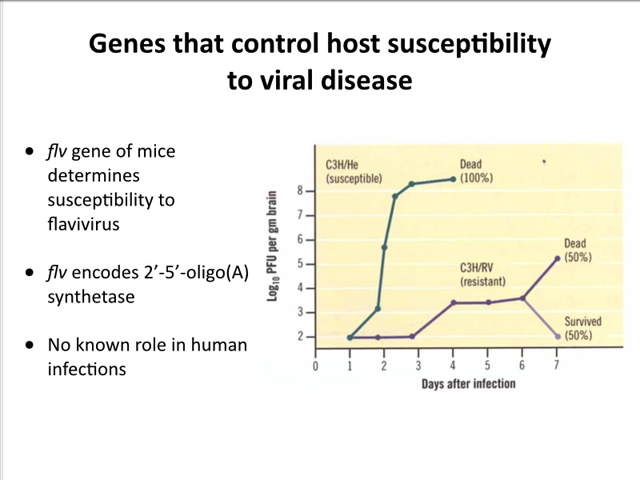 Genes that control host susceptibility
to viral disease
• flv gene of mice
determines
susceptibility to
flavivirus
• flv encodes 2’-5’-oligo(A)
synthetase
• No known role in human
infections
C3H/He
(susceptible)
Dead
(100%)
C3H/RV
(resistant)
Dead
(50%)
Survived
(50%)
Log10 PFU per gm brain
8
7
6
5
4
3
2
0 1 2 3 4 5 6 7
Days after infection